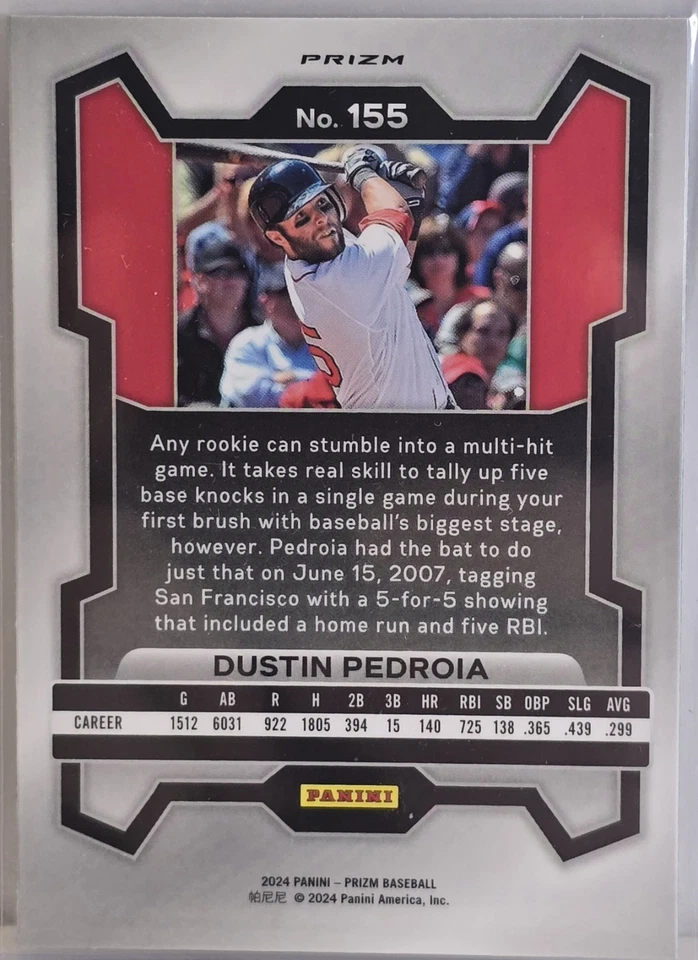 PRIZM
No. 155
Any rookie can stumble into a multi-hit
game. It takes real skill to tally up five
base knocks in a single game during your
first brush with baseball's biggest stage,
however. Pedroia had the bat to do
just that on June 15, 2007, tagging
San Francisco with a 5-for-5 showing
that included a home run and five RBI.
DUSTIN PEDROIA
G AB R H 2B 3B HR RBI SB OBP SLG AVG
CAREER 1512 6031 922 1805 394 15 140 725 138 .365 .439 .299
PANINI
2024 PANINI – PRIZM BASEBALL
帕尼尼 © 2024 Panini America, Inc.